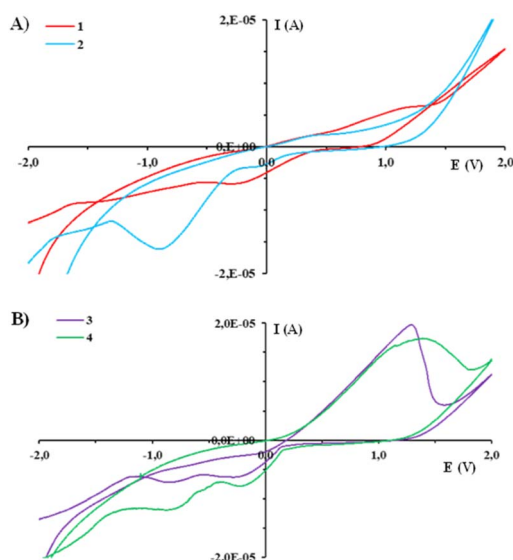 A)
1
2
I (A)
2,E-05
0,E+00
-2,0
-1,0
0,0
1,0
2,0
E (V)
-2,E-05
B)
3
4
I (A)
2,0E-05
0,0E+00
-2,0
-1,0
0,0
1,0
2,0
E (V)
-2,0E-05